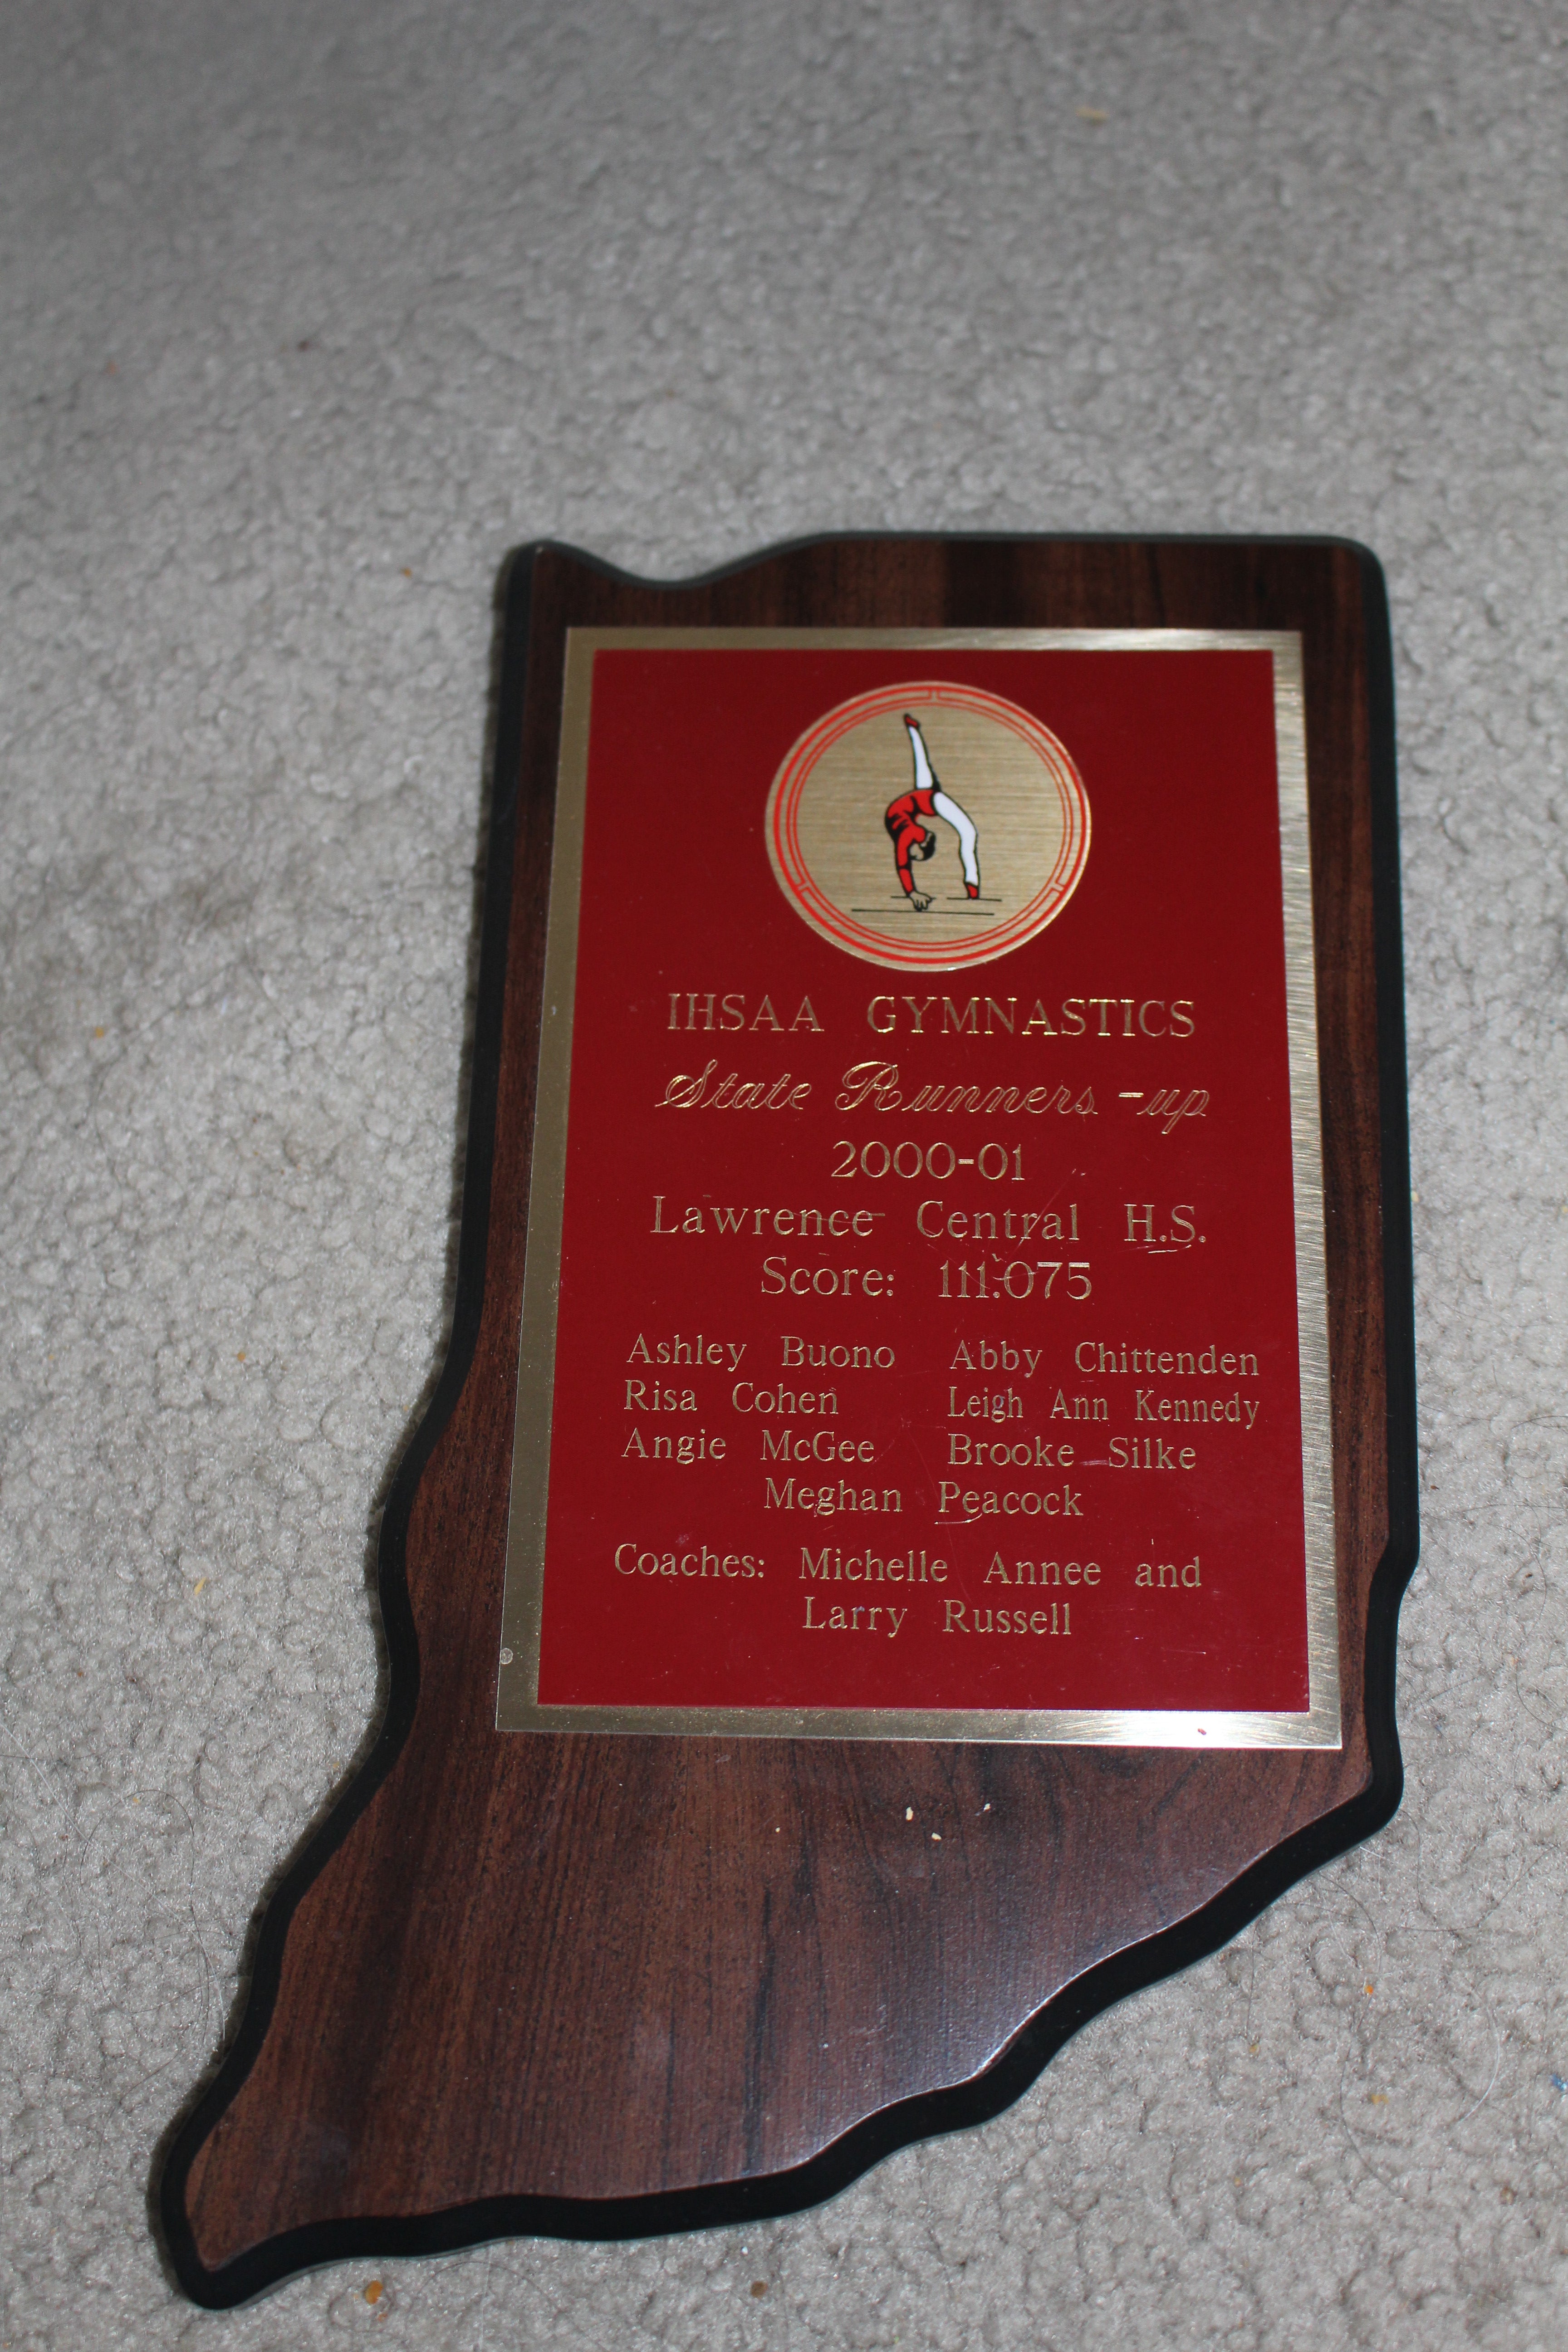 IHSAA GYMNASTICS
State Runners-up
2000-01
Lawrence Central H.S.
Score: 111.075
Ashley Buono Abby Chittenden
Risa Cohen Leigh Ann Kennedy
Angie McGee Brooke Silke
Meghan Peacock
Coaches: Michelle Annee and
Larry Russell